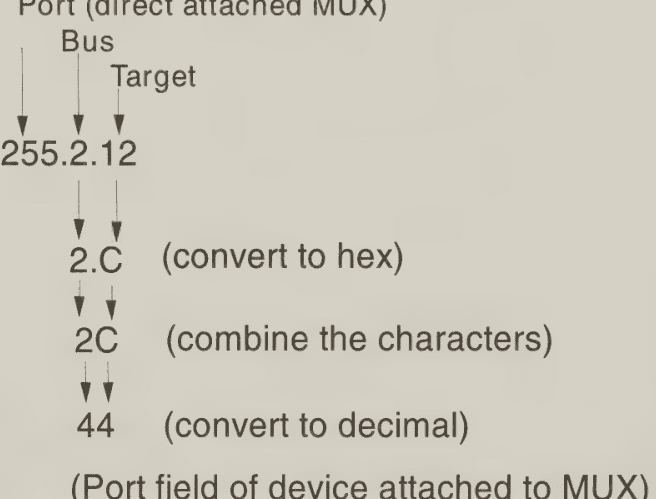 Port (direct attached MUX)
Bus
Target
255.2.12
2.C (convert to hex)
2C (combine the characters)
44 (convert to decimal)
(Port field of device attached to MUX)